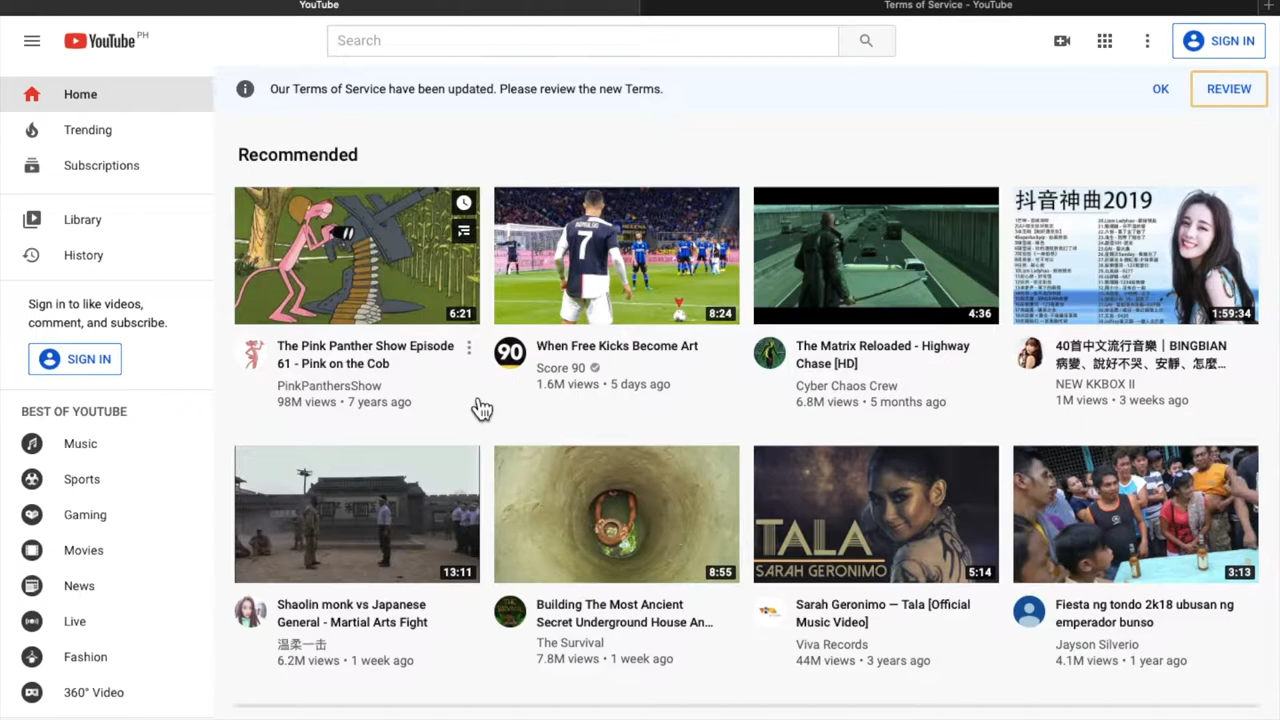 YouTube
Terms of Service - YouTube
YouTube PH
Search
SIGN IN
Home
Trending
Subscriptions
Library
History
Sign in to like videos,
comment, and subscribe.
SIGN IN
BEST OF YOUTUBE
Music
Sports
Gaming
Movies
News
Live
Fashion
360° Video
Our Terms of Service have been updated. Please review the new Terms.
OK
REVIEW
Recommended
6:21
The Pink Panther Show Episode
61 - Pink on the Cob
PinkPanthersShow
98M views • 7 years ago
RONALDO
7
8:24
90
When Free Kicks Become Art
Score 90
1.6M views • 5 days ago
4:36
The Matrix Reloaded - Highway
Chase [HD]
Cyber Chaos Crew
6.8M views • 5 months ago
抖音神曲2019
1:59:34
40首中文流行音樂｜BINGBIAN
病變、說好不哭、安靜、怎麼...
NEW KKBOX II
1M views • 3 weeks ago
13:11
Shaolin monk vs Japanese
General - Martial Arts Fight
温柔一击
6.2M views • 1 week ago
8:55
Building The Most Ancient
Secret Underground House An...
The Survival
7.8M views • 1 week ago
TALA
SARAH GERONIMO
5:14
Sarah Geronimo — Tala [Official
Music Video]
Viva Records
44M views • 3 years ago
3:13
Fiesta ng tondo 2k18 ubusan ng
emperador bunso
Jayson Silverio
4.1M views • 1 year ago